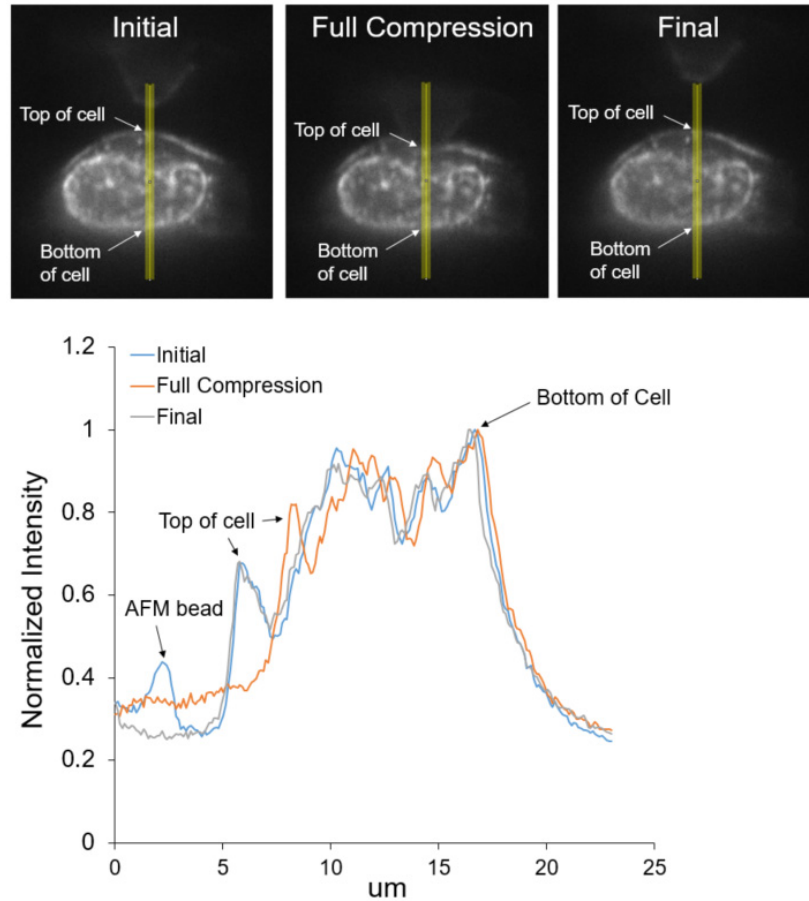 Initial
Top of cell
Bottom
of cell
Full Compression
Top of cell
Bottom
of cell
Final
Top of cell
Bottom
of cell
Normalized Intensity
1.2
1
0.8
0.6
0.4
0.2
0
Initial
Full Compression
Final
Bottom of Cell
Top of cell
AFM bead
0
5
10
15
20
25
um